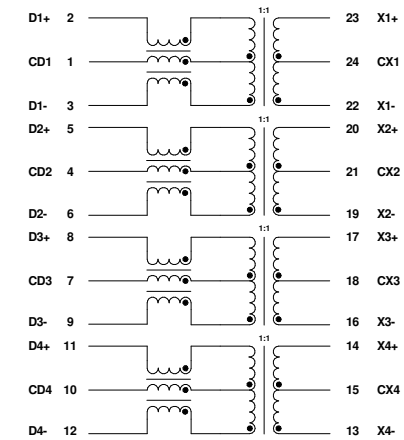 1:1
D1+ 2 23 X1+
CD1 1 24 CX1
D1- 3 22 X1-
1:1
D2+ 5 20 X2+
CD2 4 21 CX2
D2- 6 19 X2-
1:1
D3+ 8 17 X3+
CD3 7 18 CX3
D3- 9 16 X3-
1:1
D4+ 11 14 X4+
CD4 10 15 CX4
D4- 12 13 X4-